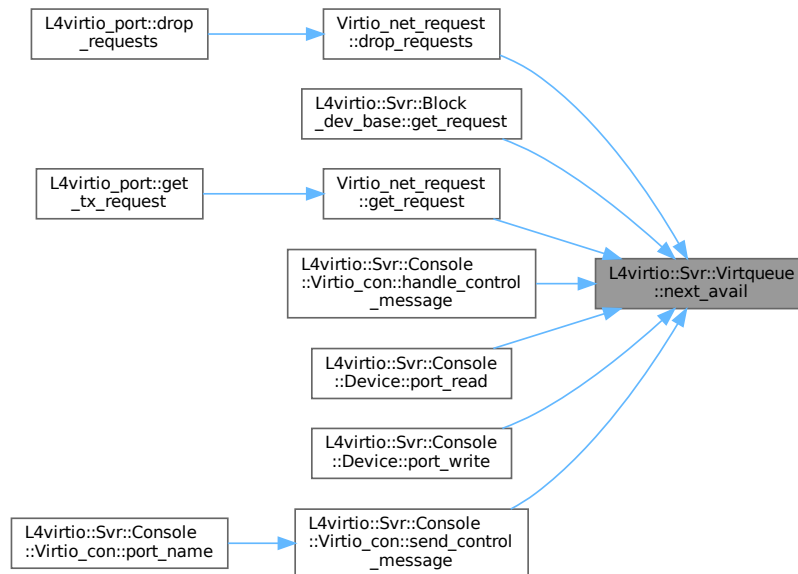 L4virtio_port::drop
_requests
Virtio_net_request
::drop_requests
L4virtio::Svr::Block
_dev_base::get_request
L4virtio_port::get
_tx_request
Virtio_net_request
::get_request
L4virtio::Svr::Console
::Virtio_con::handle_control
_message
L4virtio::Svr::Virtqueue
::next_avail
L4virtio::Svr::Console
::Device::port_read
L4virtio::Svr::Console
::Device::port_write
L4virtio::Svr::Console
::Virtio_con::port_name
L4virtio::Svr::Console
::Virtio_con::send_control
_message